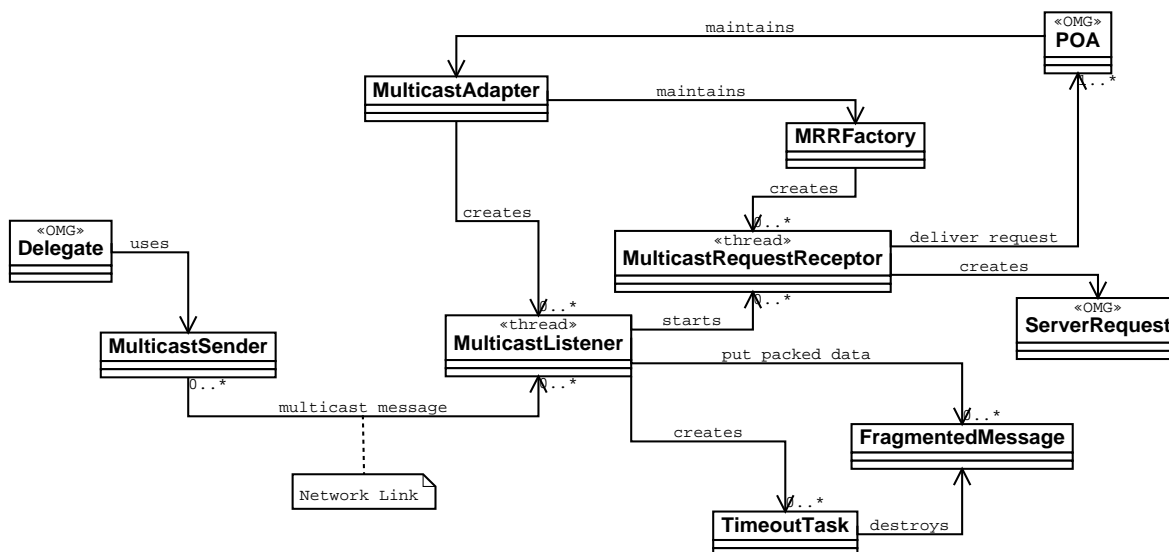 maintains
«OMG»
POA
1..*
MulticastAdapter
maintains
MRRFactory
creates
creates
0..*
«OMG»
Delegate
uses
«thread»
MulticastRequestReceptor
0..*
deliver request
creates
«OMG»
ServerRequest
0..*
«thread»
MulticastListener
0..*
starts
MulticastSender
0..*
put packed data
multicast message
0..*
FragmentedMessage
creates
Network Link
0..*
TimeoutTask
destroys